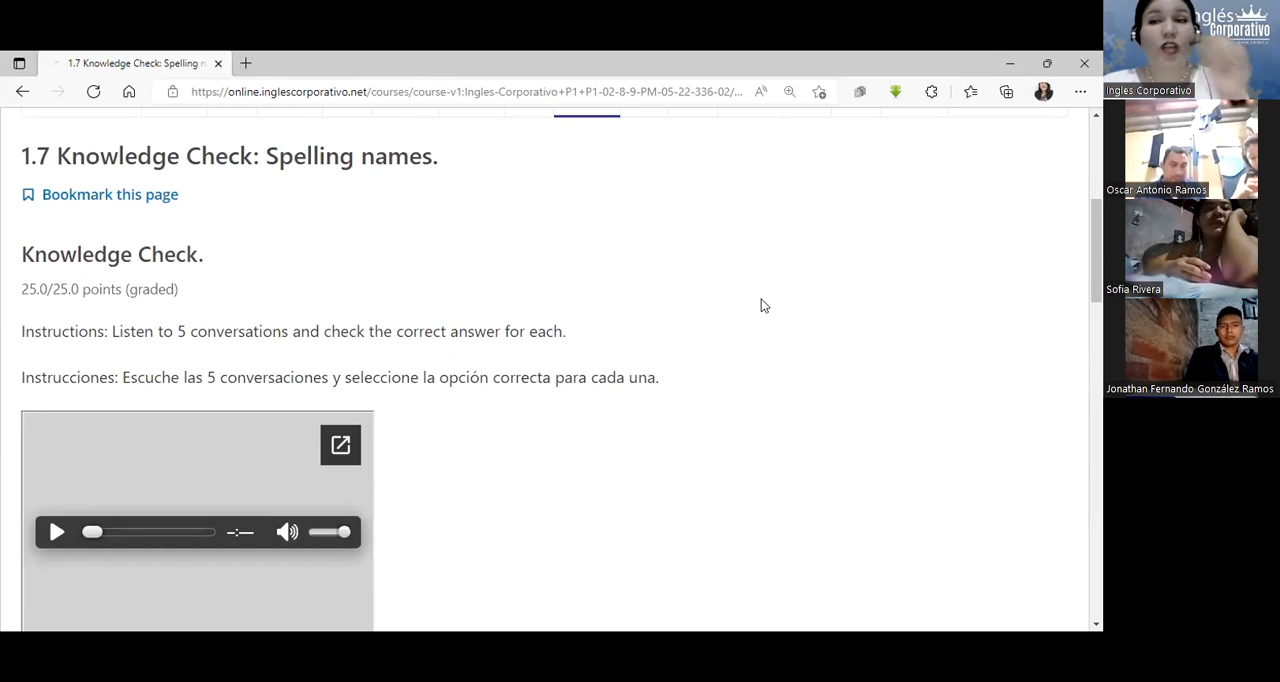 1.7 Knowledge Check: Spelling n
https://online.inglescorporativo.net/courses/course-v1:Ingles-Corporativo+P1+P1-02-8-9-PM-05-22-336-02/...
1.7 Knowledge Check: Spelling names.
Bookmark this page
Knowledge Check.
25.0/25.0 points (graded)
Instructions: Listen to 5 conversations and check the correct answer for each.
Instrucciones: Escuche las 5 conversaciones y seleccione la opción correcta para cada una.
-:--
nglés
Corporativo
Ingles Corporativo
Oscar Antonio Ramos
Sofia Rivera
Jonathan Fernando González Ramos